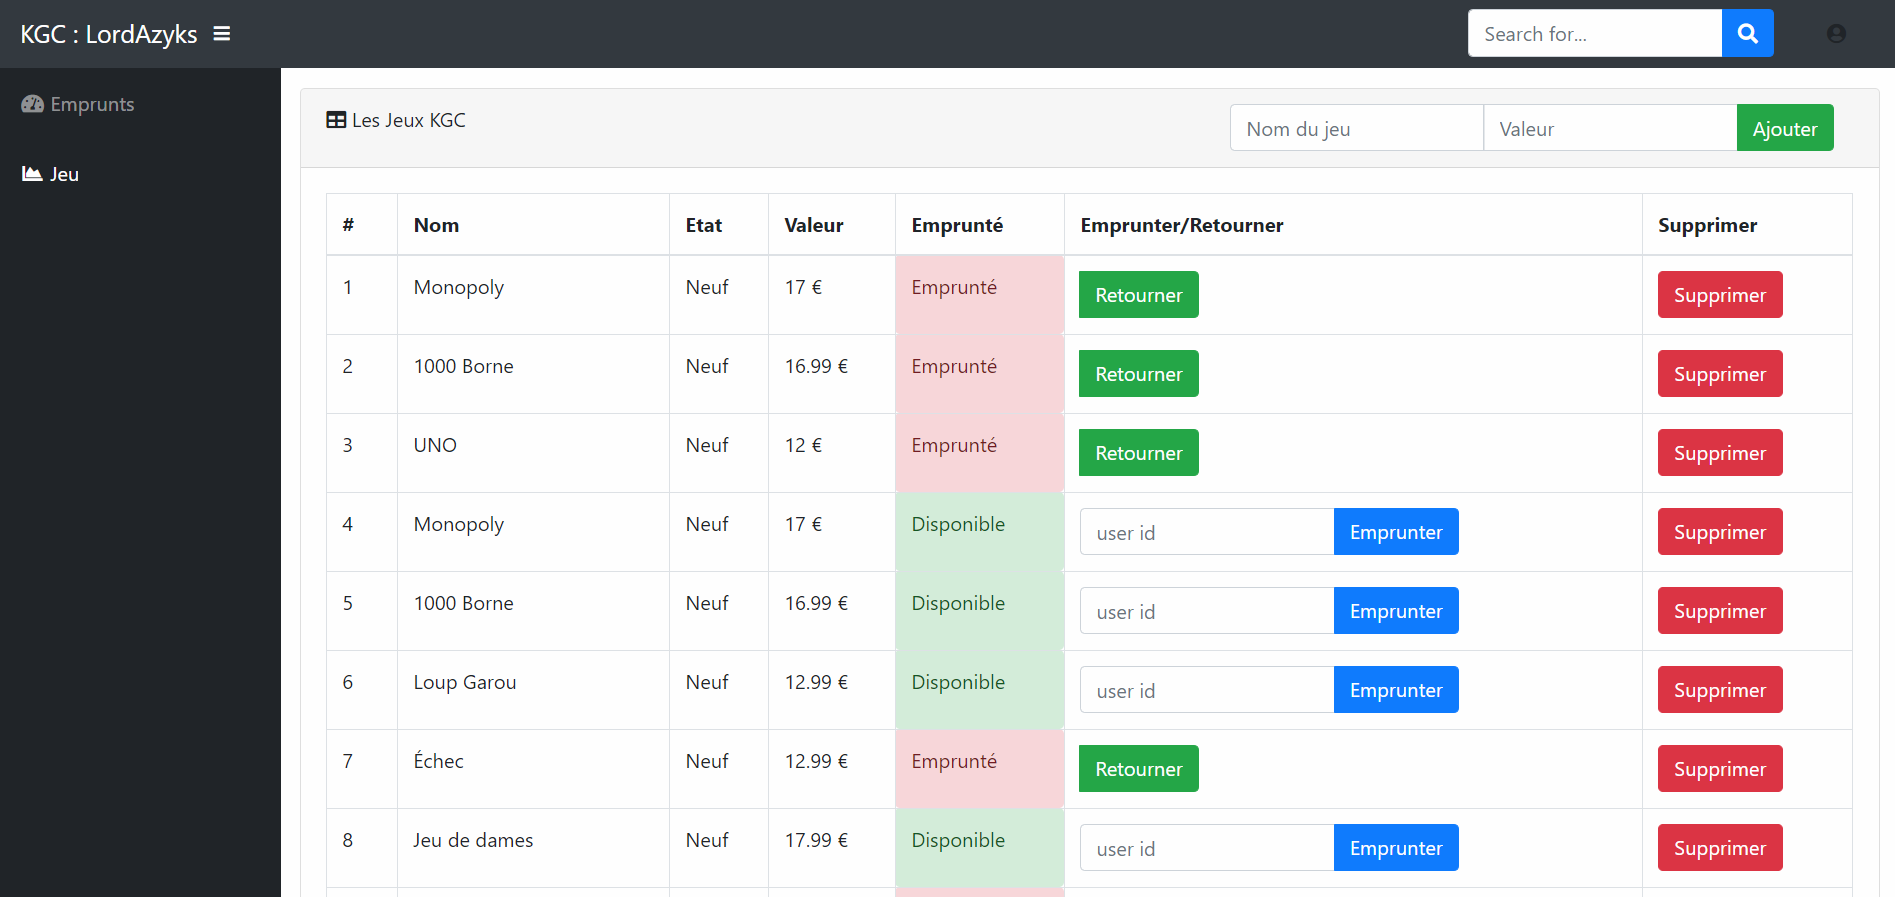 KGC : LordAzyks
Search for...
Emprunts
Jeu
Les Jeux KGC
Nom du jeu Valeur Ajouter
# Nom Etat Valeur Emprunté Emprunter/Retourner Supprimer
1 Monopoly Neuf 17 € Emprunté Retourner Supprimer
2 1000 Borne Neuf 16.99 € Emprunté Retourner Supprimer
3 UNO Neuf 12 € Emprunté Retourner Supprimer
4 Monopoly Neuf 17 € Disponible user id Emprunter Supprimer
5 1000 Borne Neuf 16.99 € Disponible user id Emprunter Supprimer
6 Loup Garou Neuf 12.99 € Disponible user id Emprunter Supprimer
7 Échec Neuf 12.99 € Emprunté Retourner Supprimer
8 Jeu de dames Neuf 17.99 € Disponible user id Emprunter Supprimer